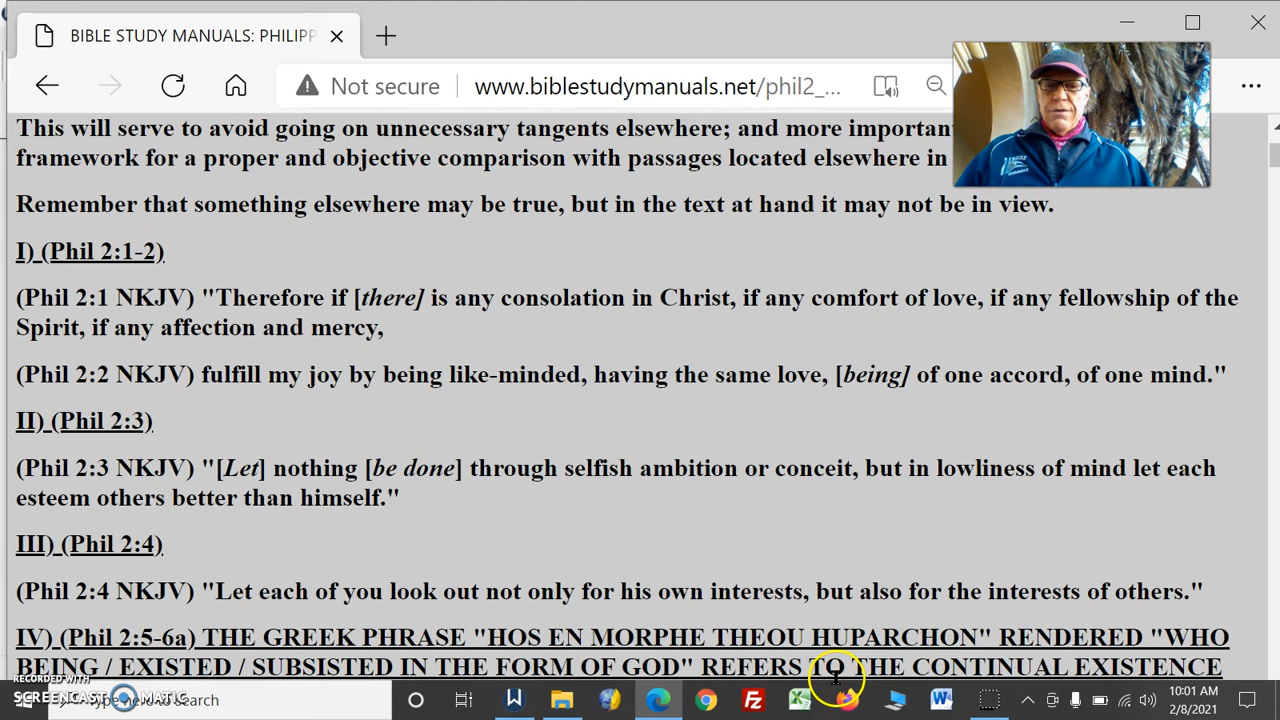 BIBLE STUDY MANUALS: PHILIPP
Not secure
www.biblestudymanuals.net/phil2_...
This will serve to avoid going on unnecessary tangents elsewhere; and more important
framework for a proper and objective comparison with passages located elsewhere in
Remember that something elsewhere may be true, but in the text at hand it may not be in view.
I) (Phil 2:1-2)
(Phil 2:1 NKJV) "Therefore if [there] is any consolation in Christ, if any comfort of love, if any fellowship of the
Spirit, if any affection and mercy,
(Phil 2:2 NKJV) fulfill my joy by being like-minded, having the same love, [being] of one accord, of one mind."
II) (Phil 2:3)
(Phil 2:3 NKJV) "[Let] nothing [be done] through selfish ambition or conceit, but in lowliness of mind let each
esteem others better than himself."
III) (Phil 2:4)
(Phil 2:4 NKJV) "Let each of you look out not only for his own interests, but also for the interests of others."
IV) (Phil 2:5-6a) THE GREEK PHRASE "HOS EN MORPHE THEOU HUPARCHON" RENDERED "WHO
BEING / EXISTED / SUBSISTED IN THE FORM OF GOD" REFERS TO THE CONTINUAL EXISTENCE
RECORDED WITH
SCREENCAST MATIC
Type here to search
10:01 AM
2/8/2021